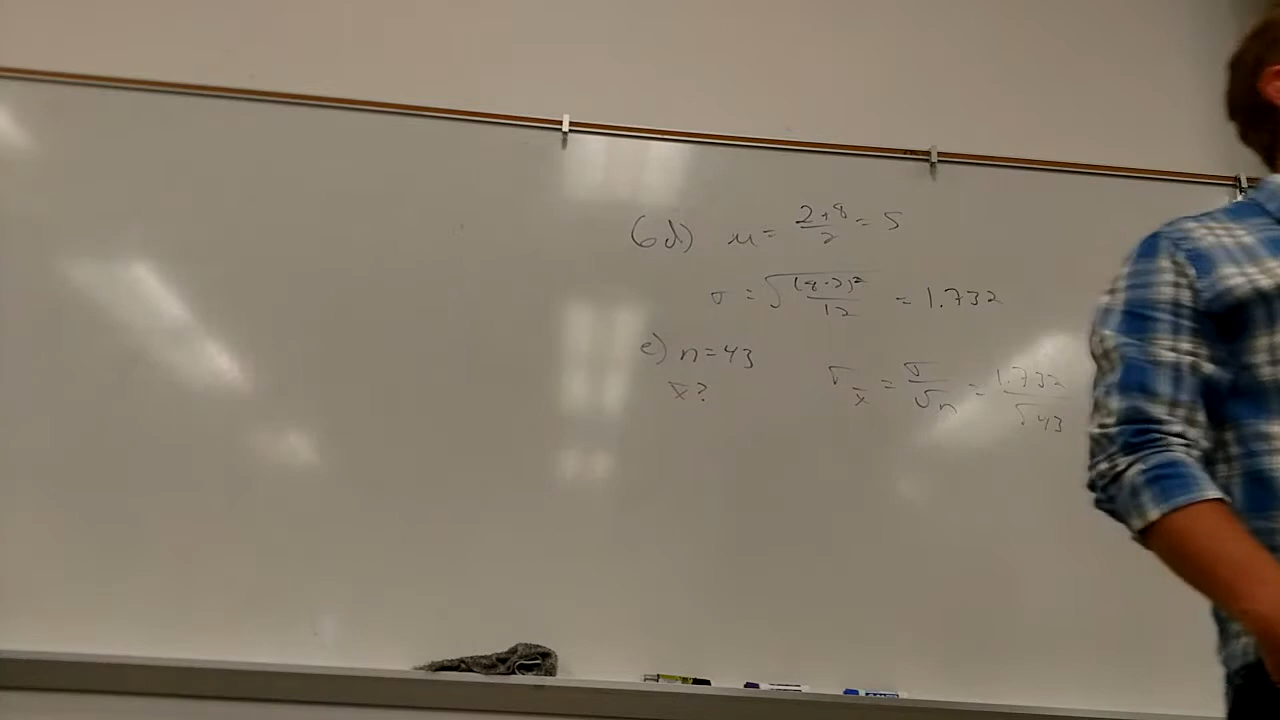 6d) μ = (2+8)/2 = 5
σ = √((8-2)²/12) = 1.732
e) n=43
x̄? σ_x̄ = σ/√n = 1.732/√43